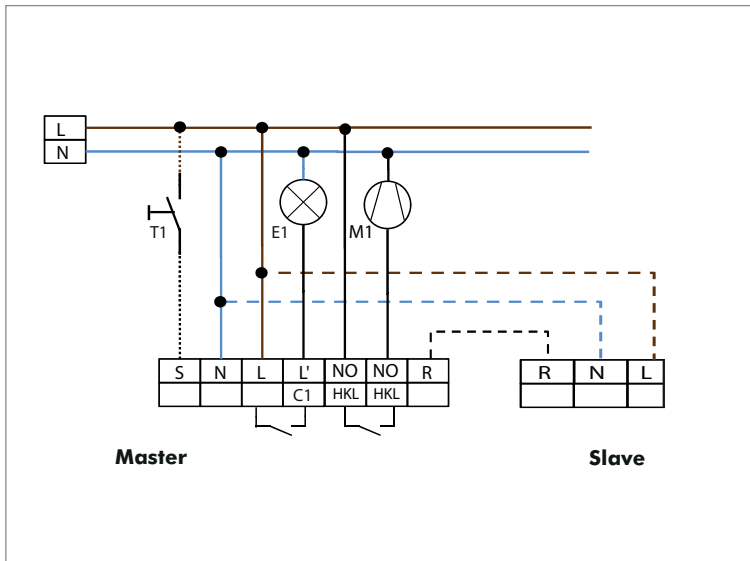 L
N
T1
E1
M1
S N L L' NO NO R
C1 HKL HKL
R N L
Master
Slave